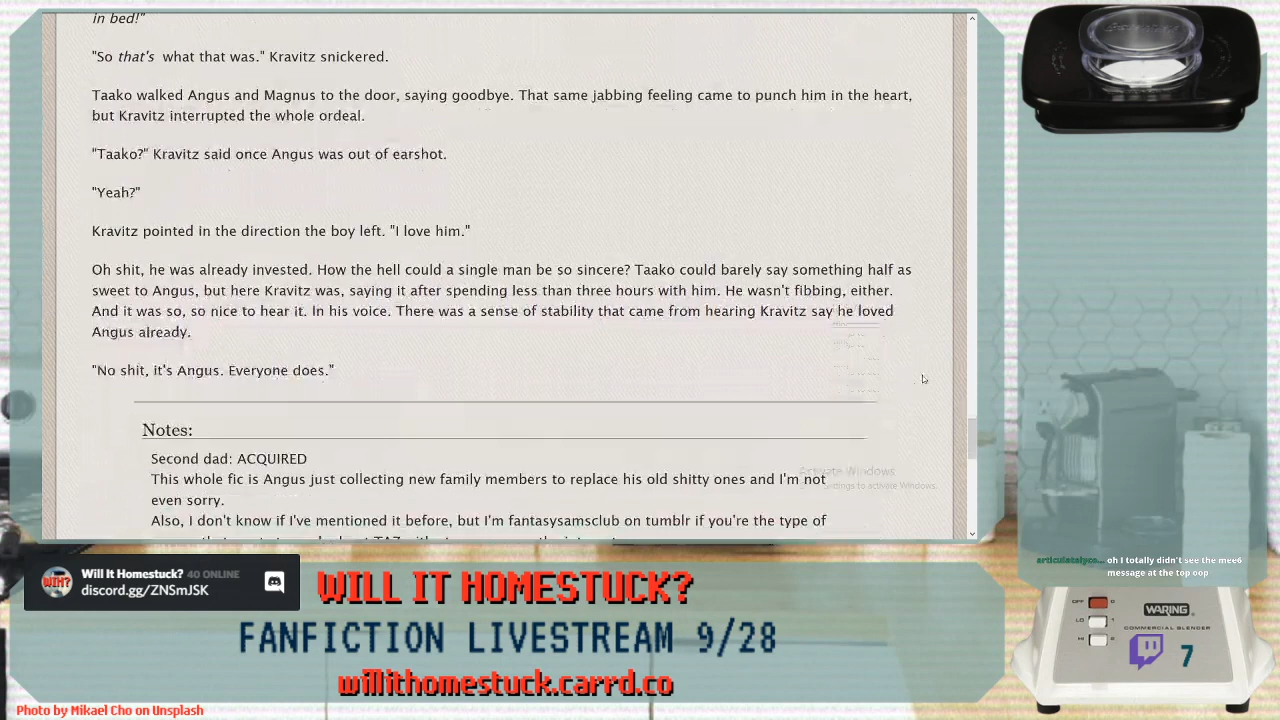 in bed!"
"So that's what that was." Kravitz snickered.
Taako walked Angus and Magnus to the door, saying goodbye. That same jabbing feeling came to punch him in the heart,
but Kravitz interrupted the whole ordeal.
"Taako?" Kravitz said once Angus was out of earshot.
"Yeah?"
Kravitz pointed in the direction the boy left. "I love him."
Oh shit, he was already invested. How the hell could a single man be so sincere? Taako could barely say something half as
sweet to Angus, but here Kravitz was, saying it after spending less than three hours with him. He wasn't fibbing, either.
And it was so, so nice to hear it. In his voice. There was a sense of stability that came from hearing Kravitz say he loved
Angus already.
"No shit, it's Angus. Everyone does."
Notes:
Second dad: ACQUIRED
This whole fic is Angus just collecting new family members to replace his old shitty ones and I'm not
even sorry.
Also, I don't know if I've mentioned it before, but I'm fantasysamsclub on tumblr if you're the type of
Activate Windows
Settings to activate Windows.
oh I totally didn't see the mee6
message at the top oop
WIH?
Will It Homestuck? 40 ONLINE
discord.gg/ZNSmJSK
WILL IT HOMESTUCK?
FANFICTION LIVESTREAM 9/28
willithomestuck.carrd.co
Photo by Mikael Cho on Unsplash
WARING
COMMERCIAL BLENDER
OFF 0
LO 1
HI
7